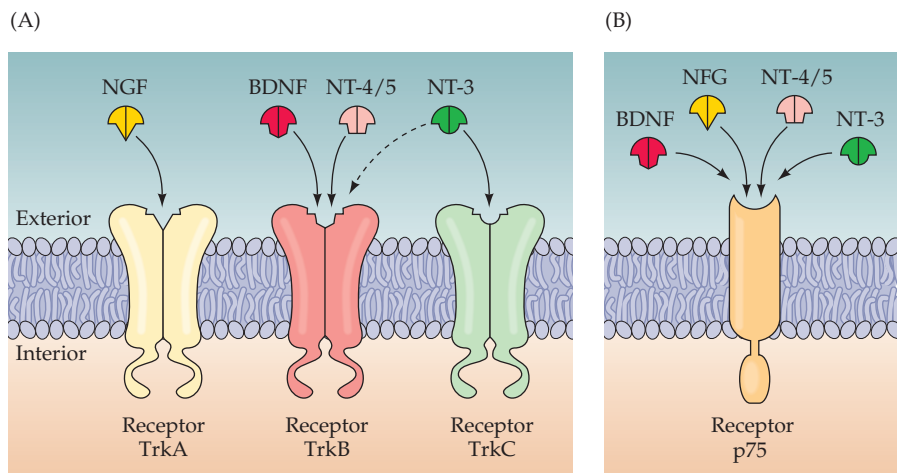 (A)
NGF
BDNF
NT-4/5
NT-3
Exterior
Interior
Receptor
TrkA
Receptor
TrkB
Receptor
TrkC
(B)
NFG
NT-4/5
BDNF
NT-3
Receptor
p75